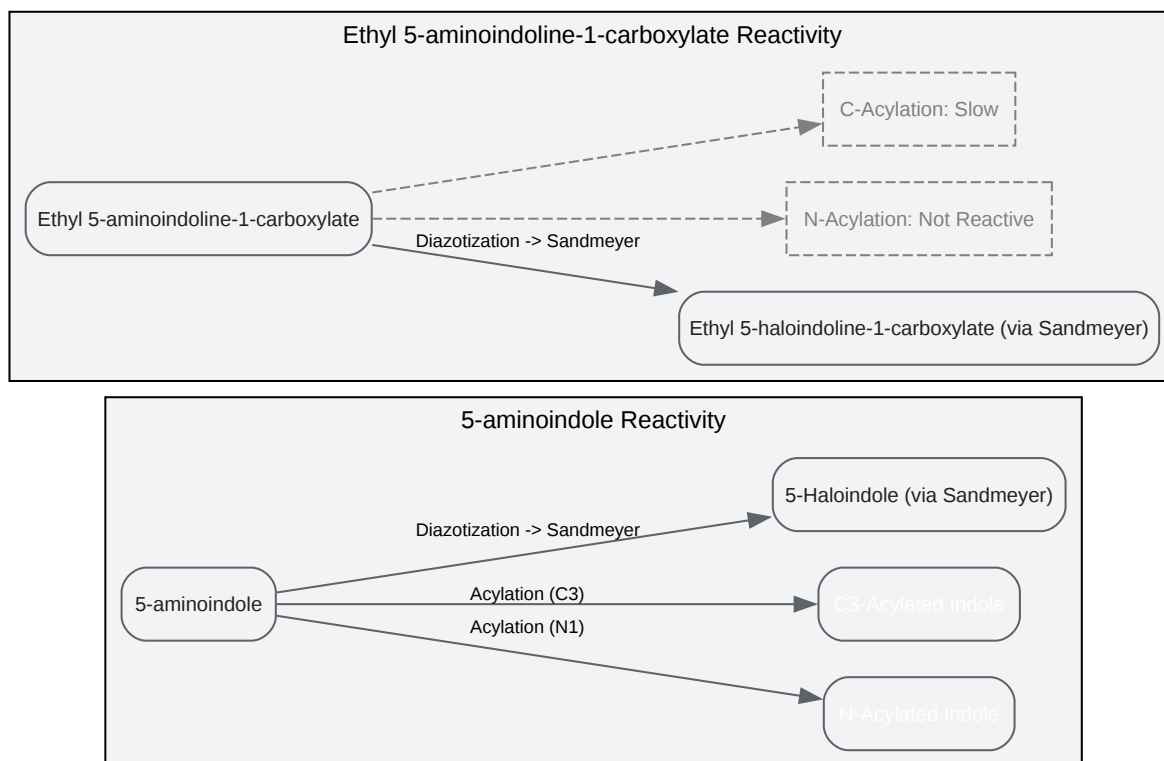 Ethyl 5-aminoindoline-1-carboxylate Reactivity
C-Acylation: Slow
Ethyl 5-aminoindoline-1-carboxylate
N-Acylation: Not Reactive
Diazotization -> Sandmeyer
Ethyl 5-haloindoline-1-carboxylate (via Sandmeyer)
5-aminoindole Reactivity
5-Haloindole (via Sandmeyer)
Diazotization -> Sandmeyer
5-aminoindole
Acylation (C3)
C3-Acylated Indole
Acylation (N1)
N-Acylated Indole